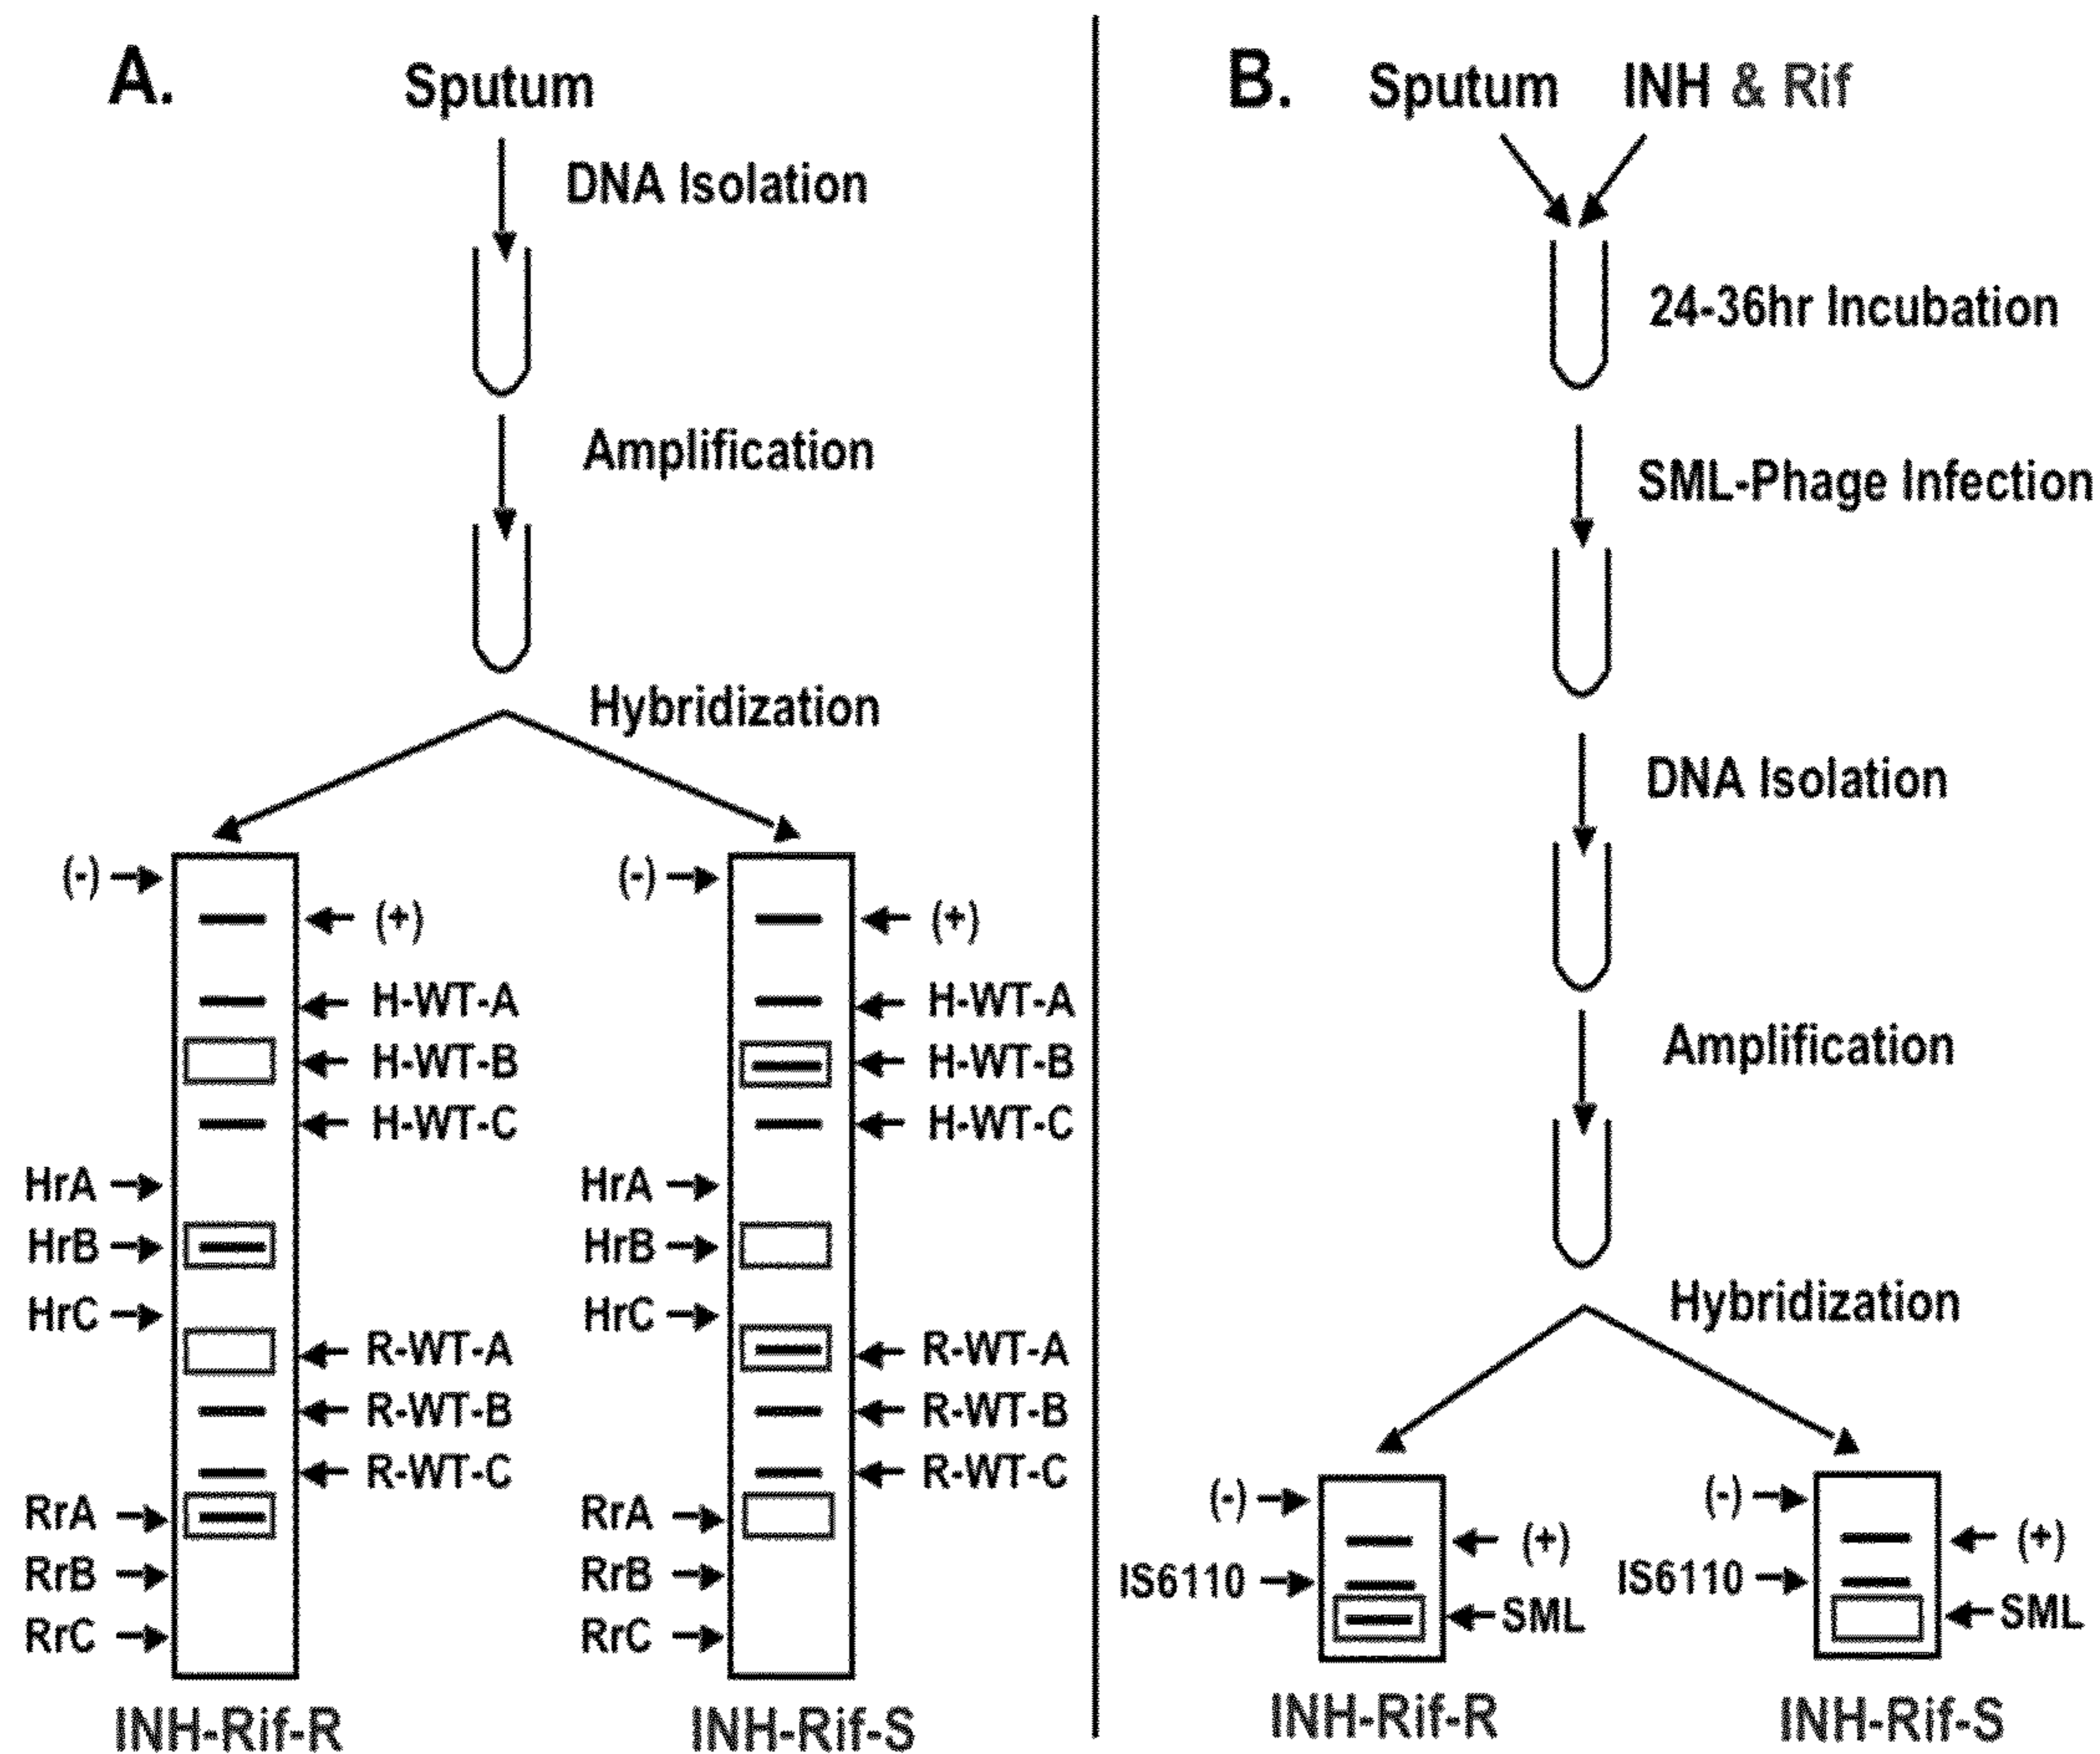 A.
Sputum
DNA Isolation
Amplification
Hybridization
(-)
(+)
H-WT-A
H-WT-B
H-WT-C
HrA
HrB
HrC
R-WT-A
R-WT-B
R-WT-C
RrA
RrB
RrC
INH-Rif-R
(-)
(+)
H-WT-A
H-WT-B
H-WT-C
HrA
HrB
HrC
R-WT-A
R-WT-B
R-WT-C
RrA
RrB
RrC
INH-Rif-S
B.
Sputum INH & Rif
24-36hr Incubation
SML-Phage Infection
DNA Isolation
Amplification
Hybridization
(-)
(+)
IS6110
SML
INH-Rif-R
(-)
(+)
IS6110
SML
INH-Rif-S